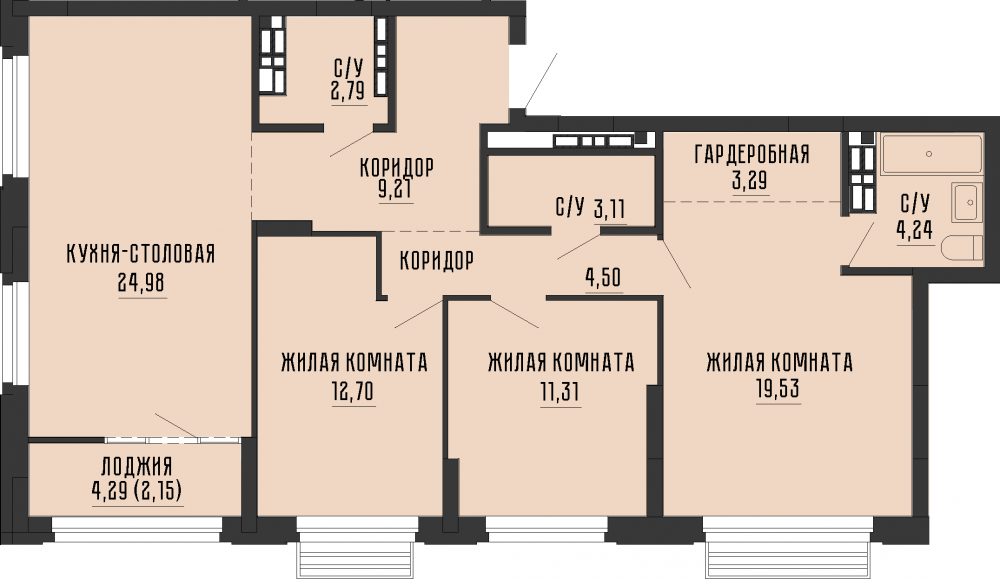 С/У
2,79
КОРИДОР
9,21
ГАРДЕРОБНАЯ
3,29
С/У 3,11
С/У
4,24
КУХНЯ-СТОЛОВАЯ
24,98
КОРИДОР
4,50
ЖИЛАЯ КОМНАТА
12,70
ЖИЛАЯ КОМНАТА
11,31
ЖИЛАЯ КОМНАТА
19,53
ЛОДЖИЯ
4,29 (2,15)